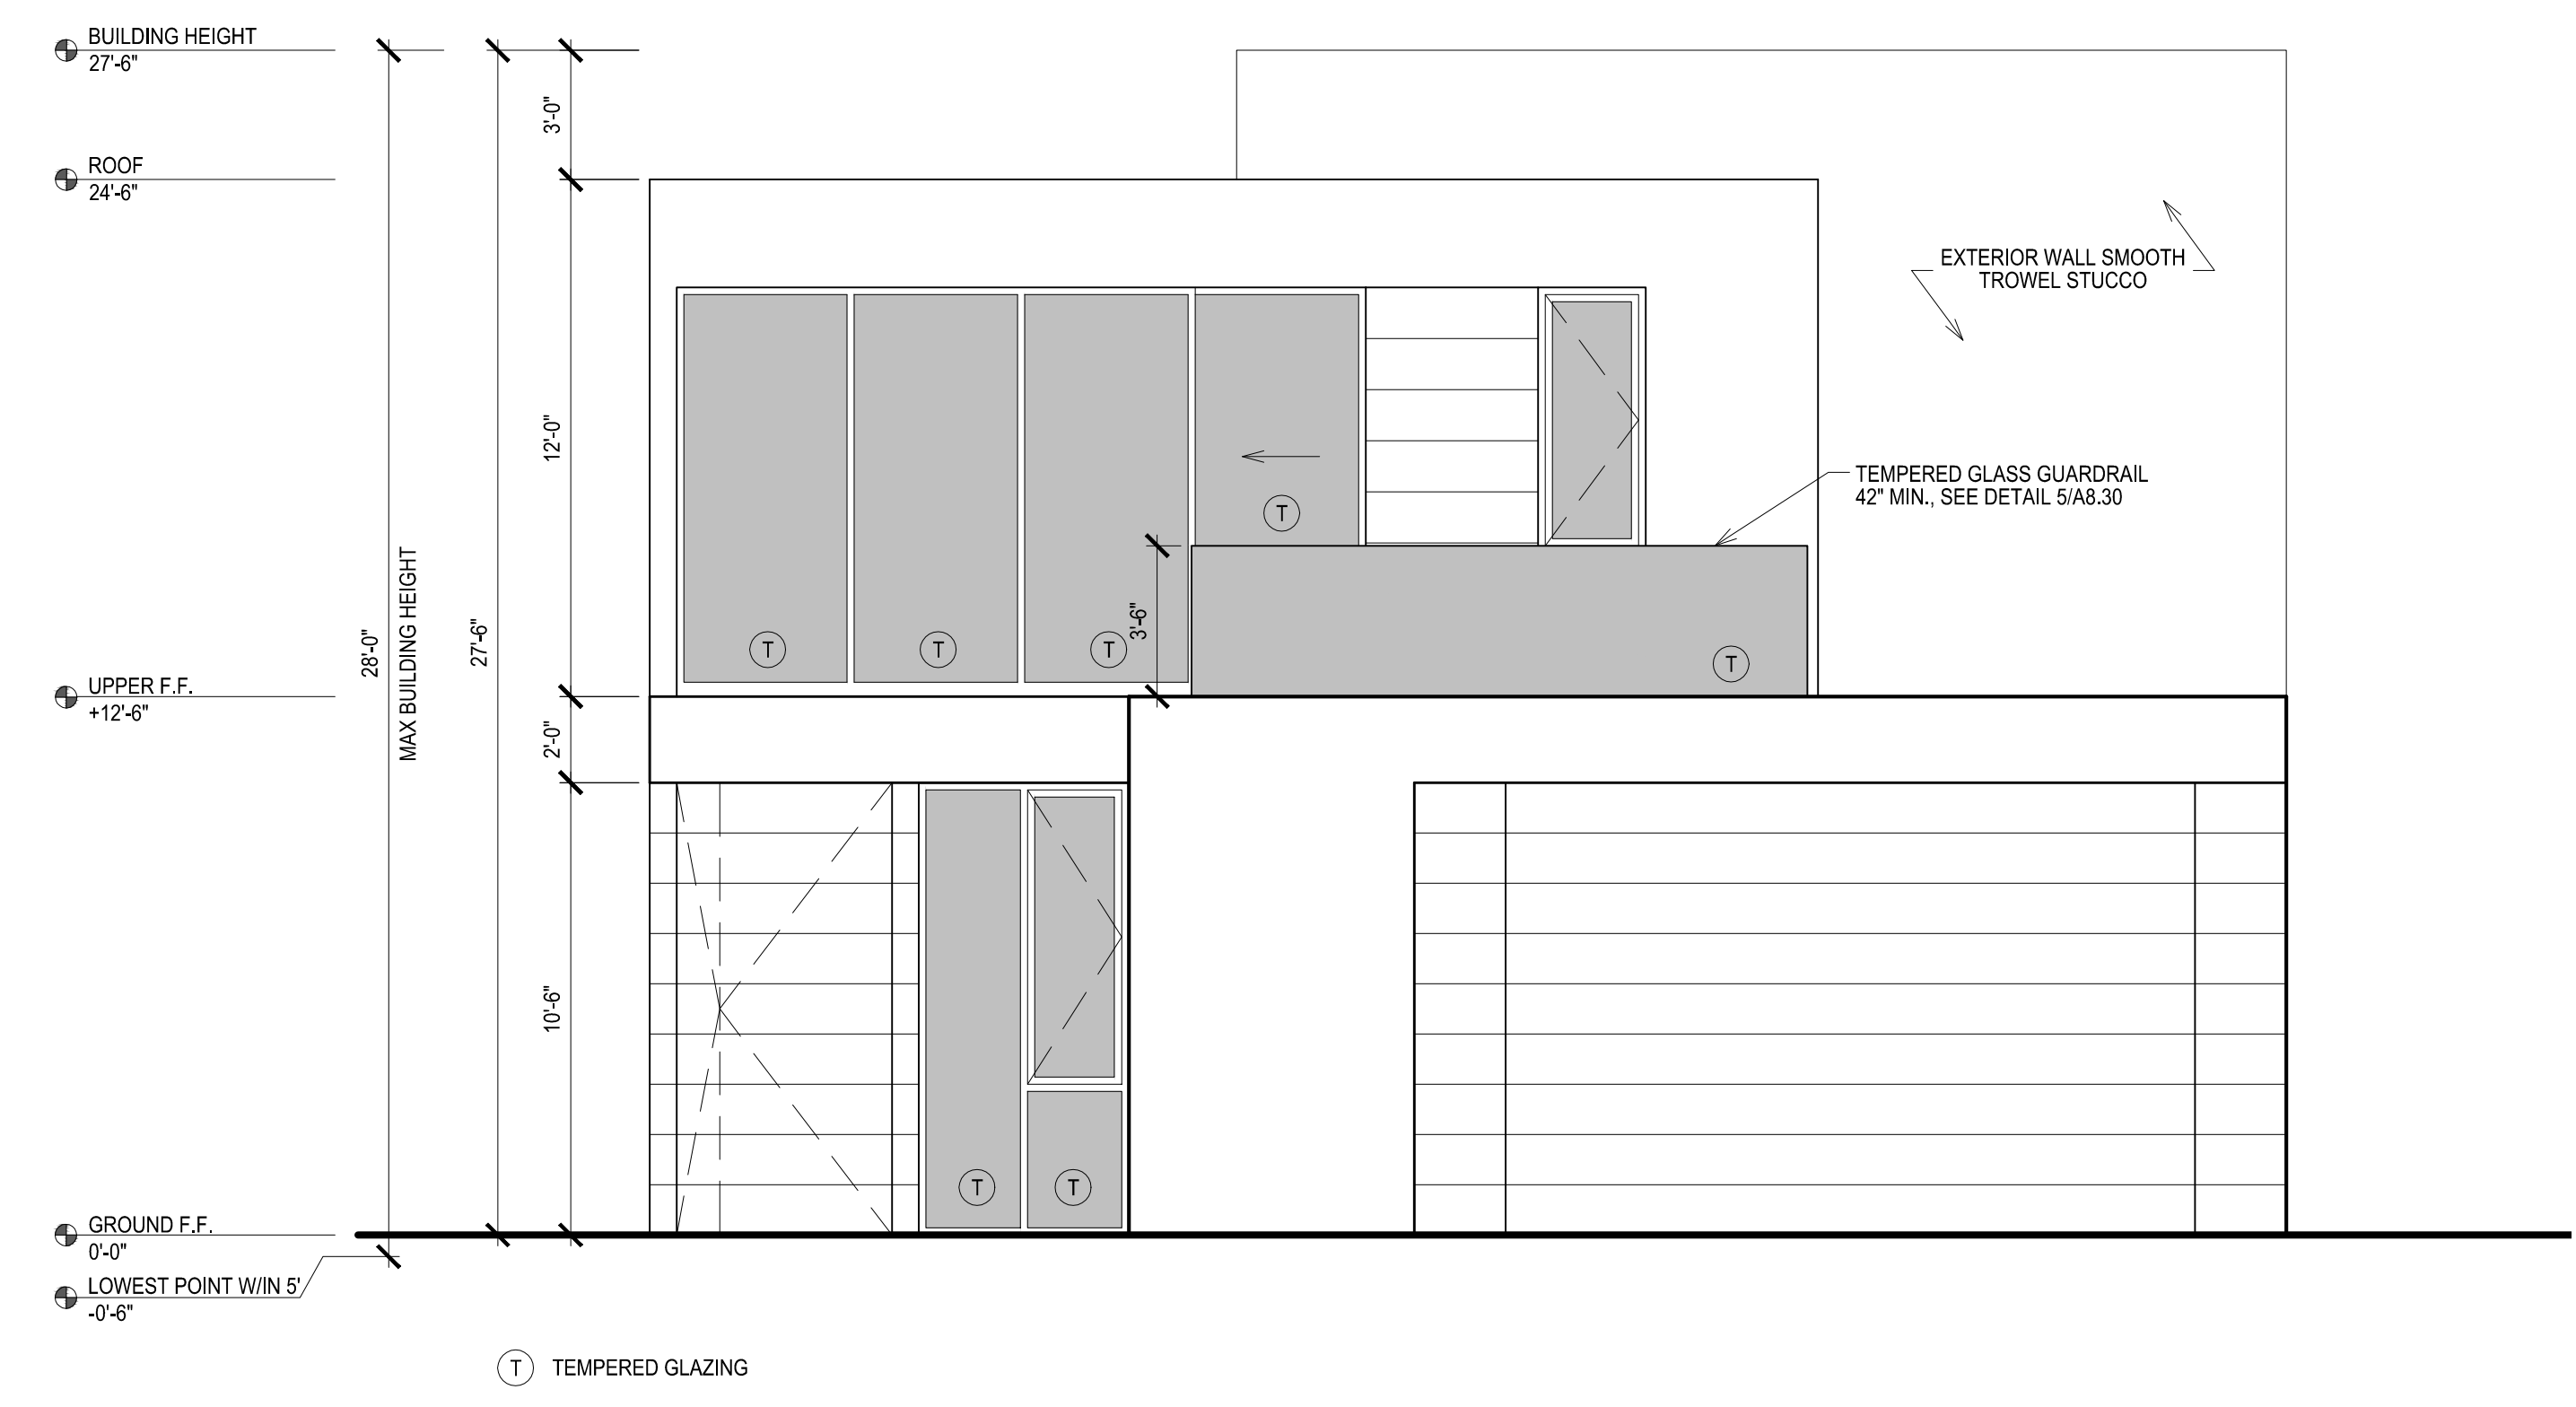 BUILDING HEIGHT
27'-6"
ROOF
24'-6"
UPPER F.F.
+12'-6"
GROUND F.F.
0'-0"
LOWEST POINT W/IN 5'
-0'-6"
28'-0"
MAX BUILDING HEIGHT
27'-6"
3'-0"
12'-0"
2'-0"
10'-6"
3'-6"
EXTERIOR WALL SMOOTH
TROWEL STUCCO
TEMPERED GLASS GUARDRAIL
42" MIN., SEE DETAIL 5/A8.30
T
T
T
T
T
T
T
T TEMPERED GLAZING